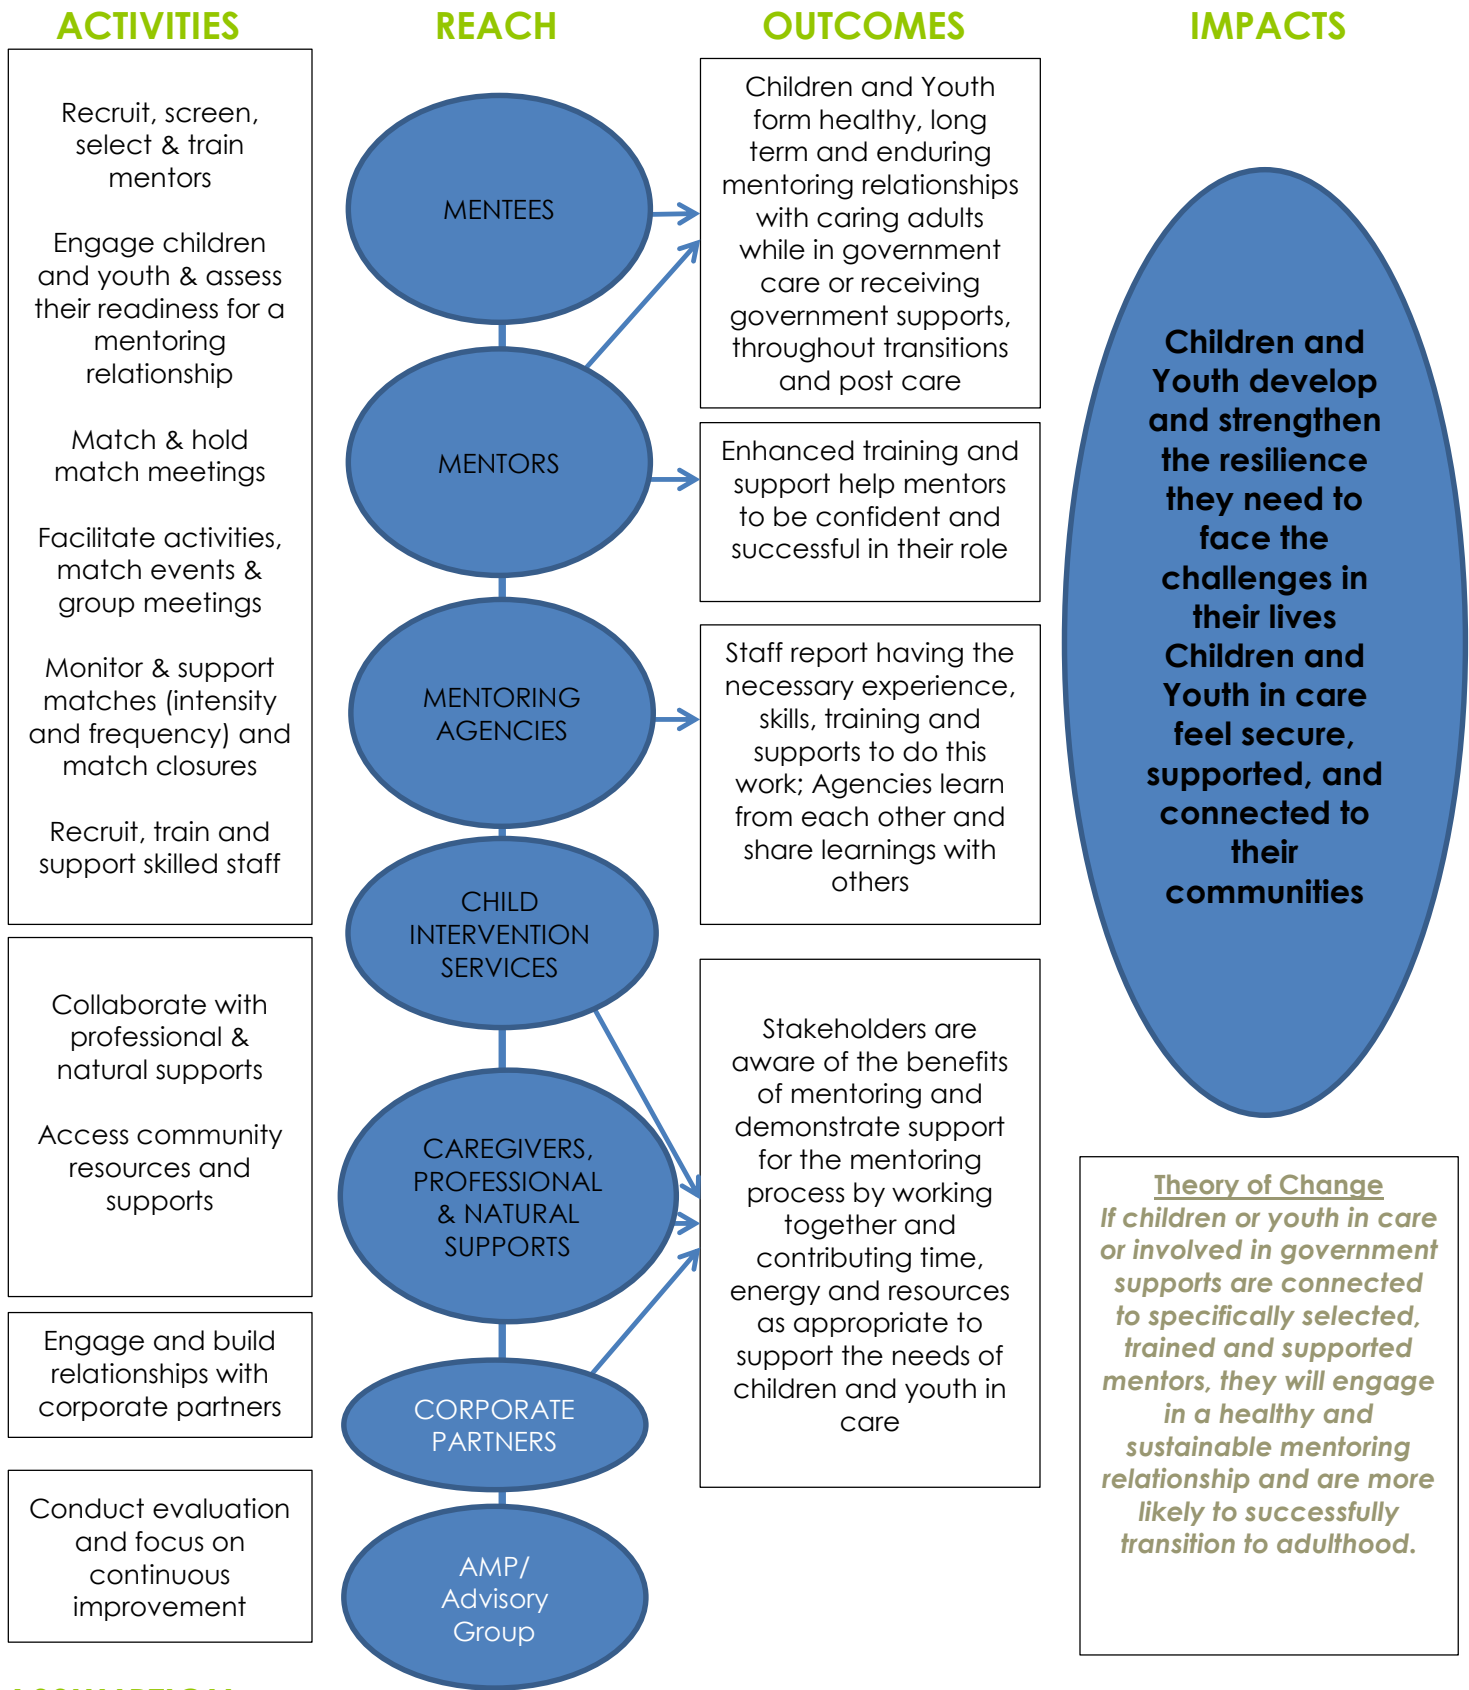 ACTIVITIES
Recruit, screen,
select & train
mentors
Engage children
and youth & assess
their readiness for a
mentoring
relationship
Match & hold
match meetings
Facilitate activities,
match events &
group meetings
Monitor & support
matches (intensity
and frequency) and
match closures
Recruit, train and
support skilled staff
Collaborate with
professional &
natural supports
Access community
resources and
supports
Engage and build
relationships with
corporate partners
Conduct evaluation
and focus on
continuous
improvement
REACH
MENTEES
MENTORS
MENTORING
AGENCIES
CHILD
INTERVENTION
SERVICES
CAREGIVERS,
PROFESSIONAL
& NATURAL
SUPPORTS
CORPORATE
PARTNERS
AMP/
Advisory
Group
OUTCOMES
Children and Youth
form healthy, long
term and enduring
mentoring relationships
with caring adults
while in government
care or receiving
government supports,
throughout transitions
and post care
Enhanced training and
support help mentors
to be confident and
successful in their role
Staff report having the
necessary experience,
skills, training and
supports to do this
work; Agencies learn
from each other and
share learnings with
others
Stakeholders are
aware of the benefits
of mentoring and
demonstrate support
for the mentoring
process by working
together and
contributing time,
energy and resources
as appropriate to
support the needs of
children and youth in
care
IMPACTS
Children and
Youth develop
and strengthen
the resilience
they need to
face the
challenges in
their lives
Children and
Youth in care
feel secure,
supported, and
connected to
their
communities
Theory of Change
If children or youth in care
or involved in government
supports are connected
to specifically selected,
trained and supported
mentors, they will engage
in a healthy and
sustainable mentoring
relationship and are more
likely to successfully
transition to adulthood.